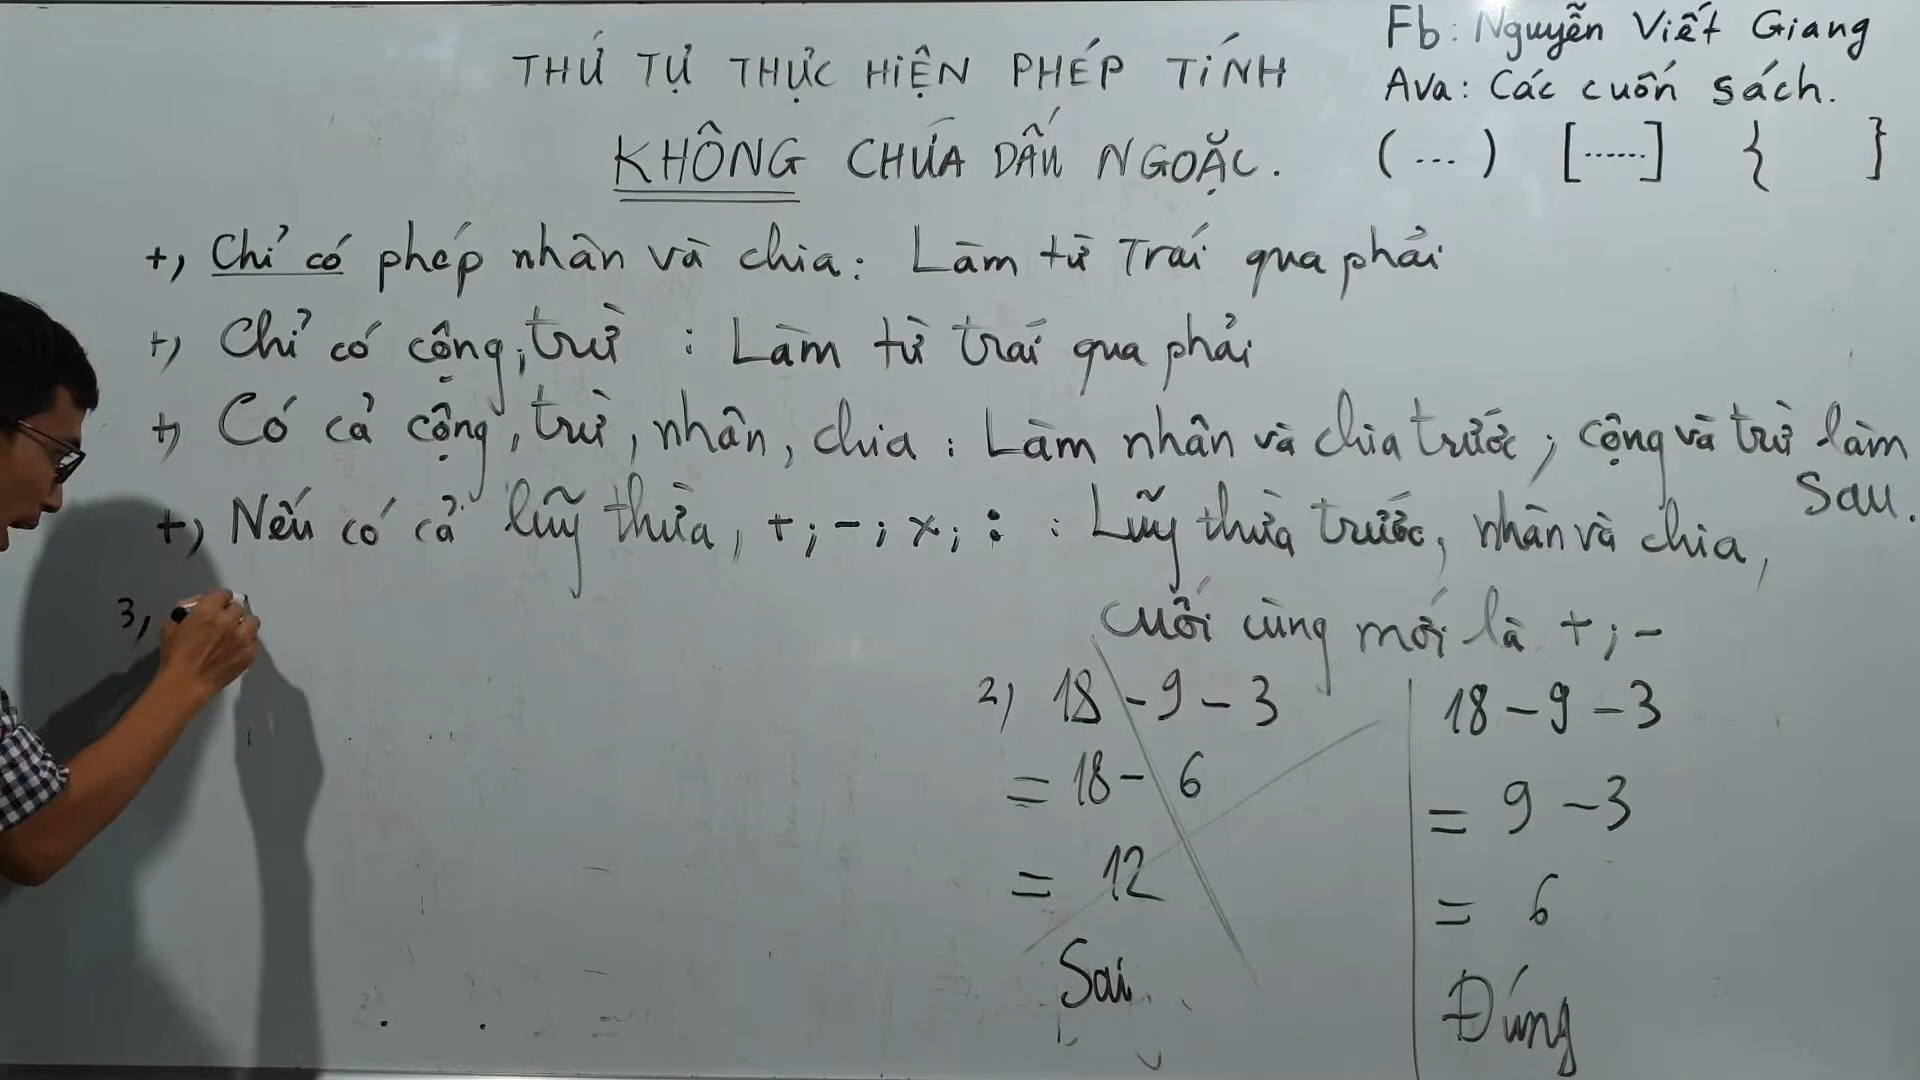 THỨ TỰ THỰC HIỆN PHÉP TÍNH
KHÔNG CHỨA DẤU NGOẶC.
Fb: Nguyễn Viết Giang
Ava: Các cuốn sách.
(...) [......] { }
+, Chỉ có phép nhân và chia: Làm từ Trái qua phải
+, Chỉ có cộng, trừ : Làm từ trái qua phải
+, Có cả cộng, trừ, nhân, chia : Làm nhân và chia trước; cộng và trừ làm
sau.
+, Nếu có cả luỹ thừa, +; -; x; : : Luỹ thừa trước, nhân và chia,
cuối cùng mới là +; -
3,
2) 18 - 9 - 3
= 18 - 6
= 12
Sai
18 - 9 - 3
= 9 - 3
= 6
Đúng